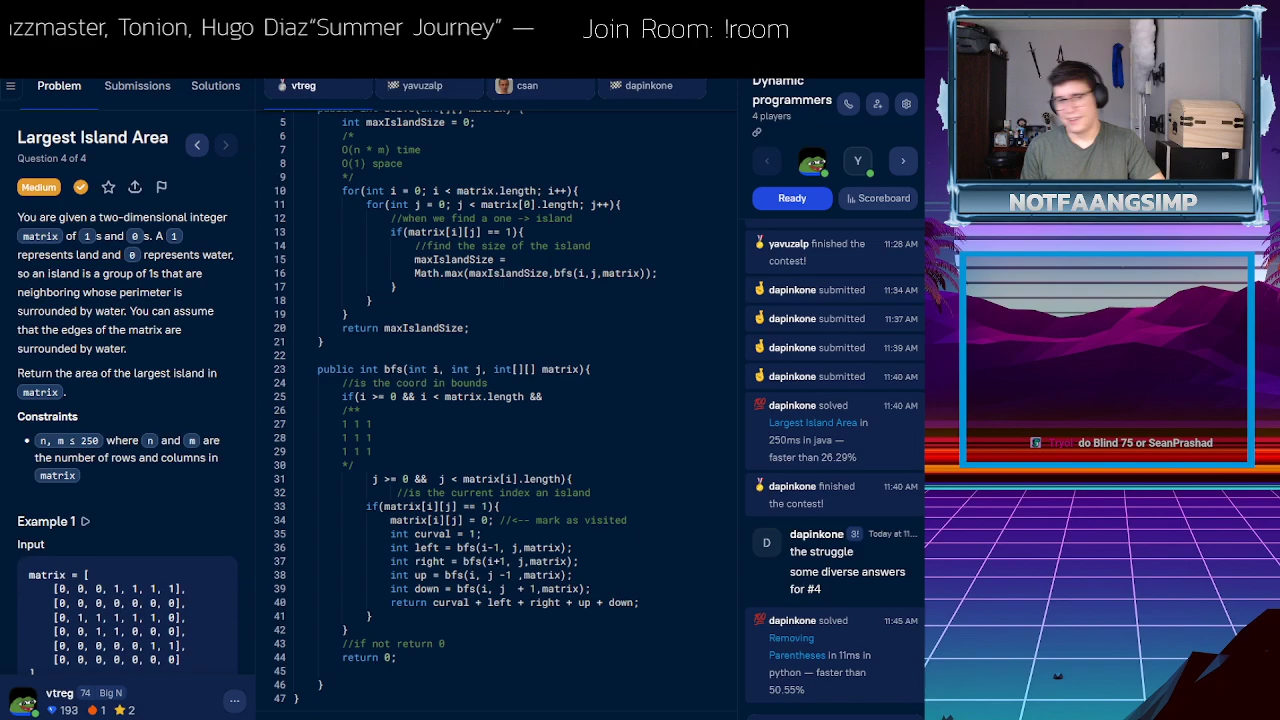 ızzmaster, Tonion, Hugo Diaz“Summer Journey” —
Join Room: !room
Problem
Submissions
Solutions
Largest Island Area
Question 4 of 4
Medium
You are given a two-dimensional integer
matrix of 1s and 0s. A 1
represents land and 0 represents water,
so an island is a group of 1s that are
neighboring whose perimeter is
surrounded by water. You can assume
that the edges of the matrix are
surrounded by water.
Return the area of the largest island in
matrix.
Constraints
n, m ≤ 250 where n and m are
the number of rows and columns in
matrix
Example 1
Input
matrix = [
[0, 0, 0, 1, 1, 1, 1],
[0, 0, 0, 0, 0, 0, 0],
[0, 1, 1, 1, 1, 1, 0],
[0, 0, 1, 1, 0, 0, 0],
[0, 0, 0, 0, 1, 1, 0],
[0, 0, 0, 0, 0, 0, 0]
vtreg 74 Big N
193 1 2
vtreg
yavuzalp
csan
dapinkone
5 int maxIslandSize = 0;
6 /*
7 O(n * m) time
8 O(1) space
9 */
10 for(int i = 0; i < matrix.length; i++){
11 for(int j = 0; j < matrix[0].length; j++){
12 //when we find a one -> island
13 if(matrix[i][j] == 1){
14 //find the size of the island
15 maxIslandSize =
16 Math.max(maxIslandSize,bfs(i,j,matrix));
17 }
18 }
19 }
20 return maxIslandSize;
21 }
22
23 public int bfs(int i, int j, int[][] matrix){
24 //is the coord in bounds
25 if(i >= 0 && i < matrix.length &&
26 /**
27 1 1 1
28 1 1 1
29 1 1 1
30 */
31 j >= 0 && j < matrix[i].length){
32 //is the current index an island
33 if(matrix[i][j] == 1){
34 matrix[i][j] = 0; //<-- mark as visited
35 int curval = 1;
36 int left = bfs(i-1, j,matrix);
37 int right = bfs(i+1, j,matrix);
38 int up = bfs(i, j -1 ,matrix);
39 int down = bfs(i, j + 1,matrix);
40 return curval + left + right + up + down;
41 }
42 }
43 //if not return 0
44 return 0;
45
46 }
47 }
Dynamic
programmers
4 players
Y
Ready
Scoreboard
yavuzalp finished the 11:28 AM
contest!
dapinkone submitted 11:34 AM
dapinkone submitted 11:37 AM
dapinkone submitted 11:39 AM
dapinkone submitted 11:40 AM
dapinkone solved 11:40 AM
Largest Island Area in
250ms in java —
faster than 26.29%
dapinkone finished 11:40 AM
the contest!
D
dapinkone 3! Today at 11...
the struggle
some diverse answers
for #4
dapinkone solved 11:45 AM
Removing
Parentheses in 11ms in
python — faster than
50.55%
NOTFAANGSIMP
Tryol: do Blind 75 or SeanPrashad